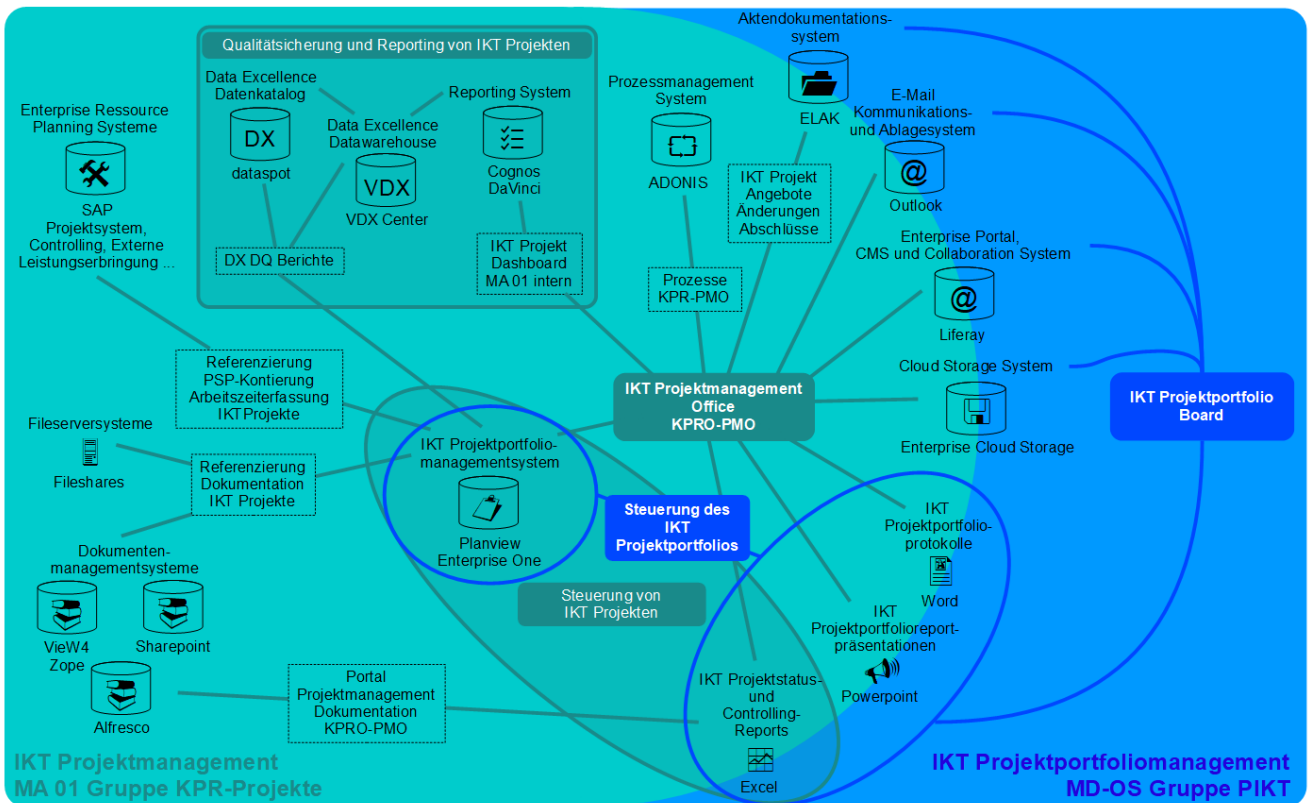 Aktendokumentations-
system
ELAK
Qualitätsicherung und Reporting von IKT Projekten
Data Excellence
Datenkatalog
DX
dataspot
Data Excellence
Datawarehouse
VDX
VDX Center
Reporting System
Cognos
DaVinci
DX DQ Berichte
IKT Projekt
Dashboard
MA 01 intern
Enterprise Ressource
Planning Systeme
SAP
Projektsystem,
Controlling, Externe
Leistungserbringung ...
Prozessmanagement
System
ADONIS
Prozesse
KPR-PMO
IKT Projekt
Angebote
Änderungen
Abschlüsse
E-Mail
Kommunikations-
und Ablagesystem
@
Outlook
Enterprise Portal,
CMS und Collaboration System
@
Liferay
Cloud Storage System
Enterprise Cloud Storage
IKT Projektportfolio
Board
IKT Projektmanagement
Office
KPRO-PMO
Referenzierung
PSP-Kontierung
Arbeitszeiterfassung
IKTProjekte
Fileserversysteme
Fileshares
Referenzierung
Dokumentation
IKT Projekte
IKT Projektportfolio-
managementsystem
Planview
Enterprise One
Steuerung des
IKT
Projektportfolios
Steuerung von
IKT Projekten
IKT
Projektportfolio-
protokolle
Word
IKT
Projektportfolioreport-
präsentationen
Powerpoint
IKT Projektstatus-
und
Controlling-
Reports
Excel
Dokumenten-
managementsysteme
VieW4
Zope
Sharepoint
Alfresco
Portal
Projektmanagement
Dokumentation
KPRO-PMO
IKT Projektmanagement
MA 01 Gruppe KPR-Projekte
IKT Projektportfoliomanagement
MD-OS Gruppe PIKT